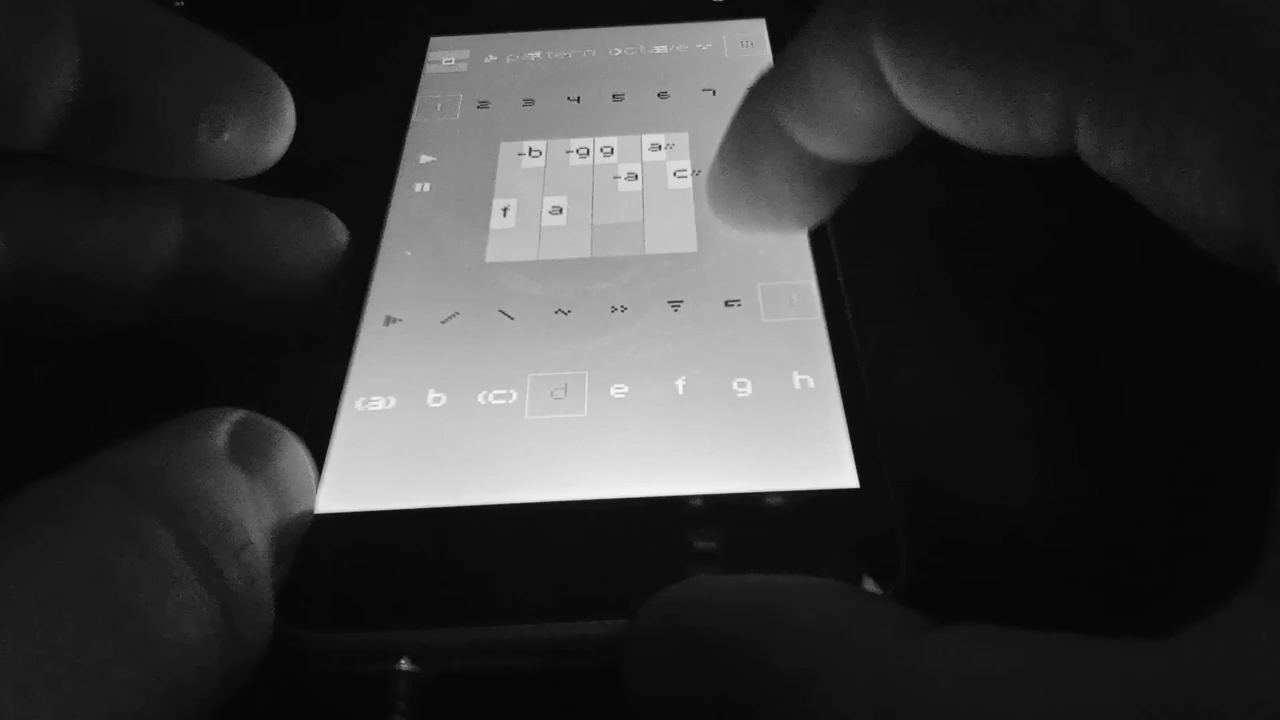 pattern octave
1 2 3 4 5 6 7
-b -g g a
-a c
f a
(a) b (c) d e f g h